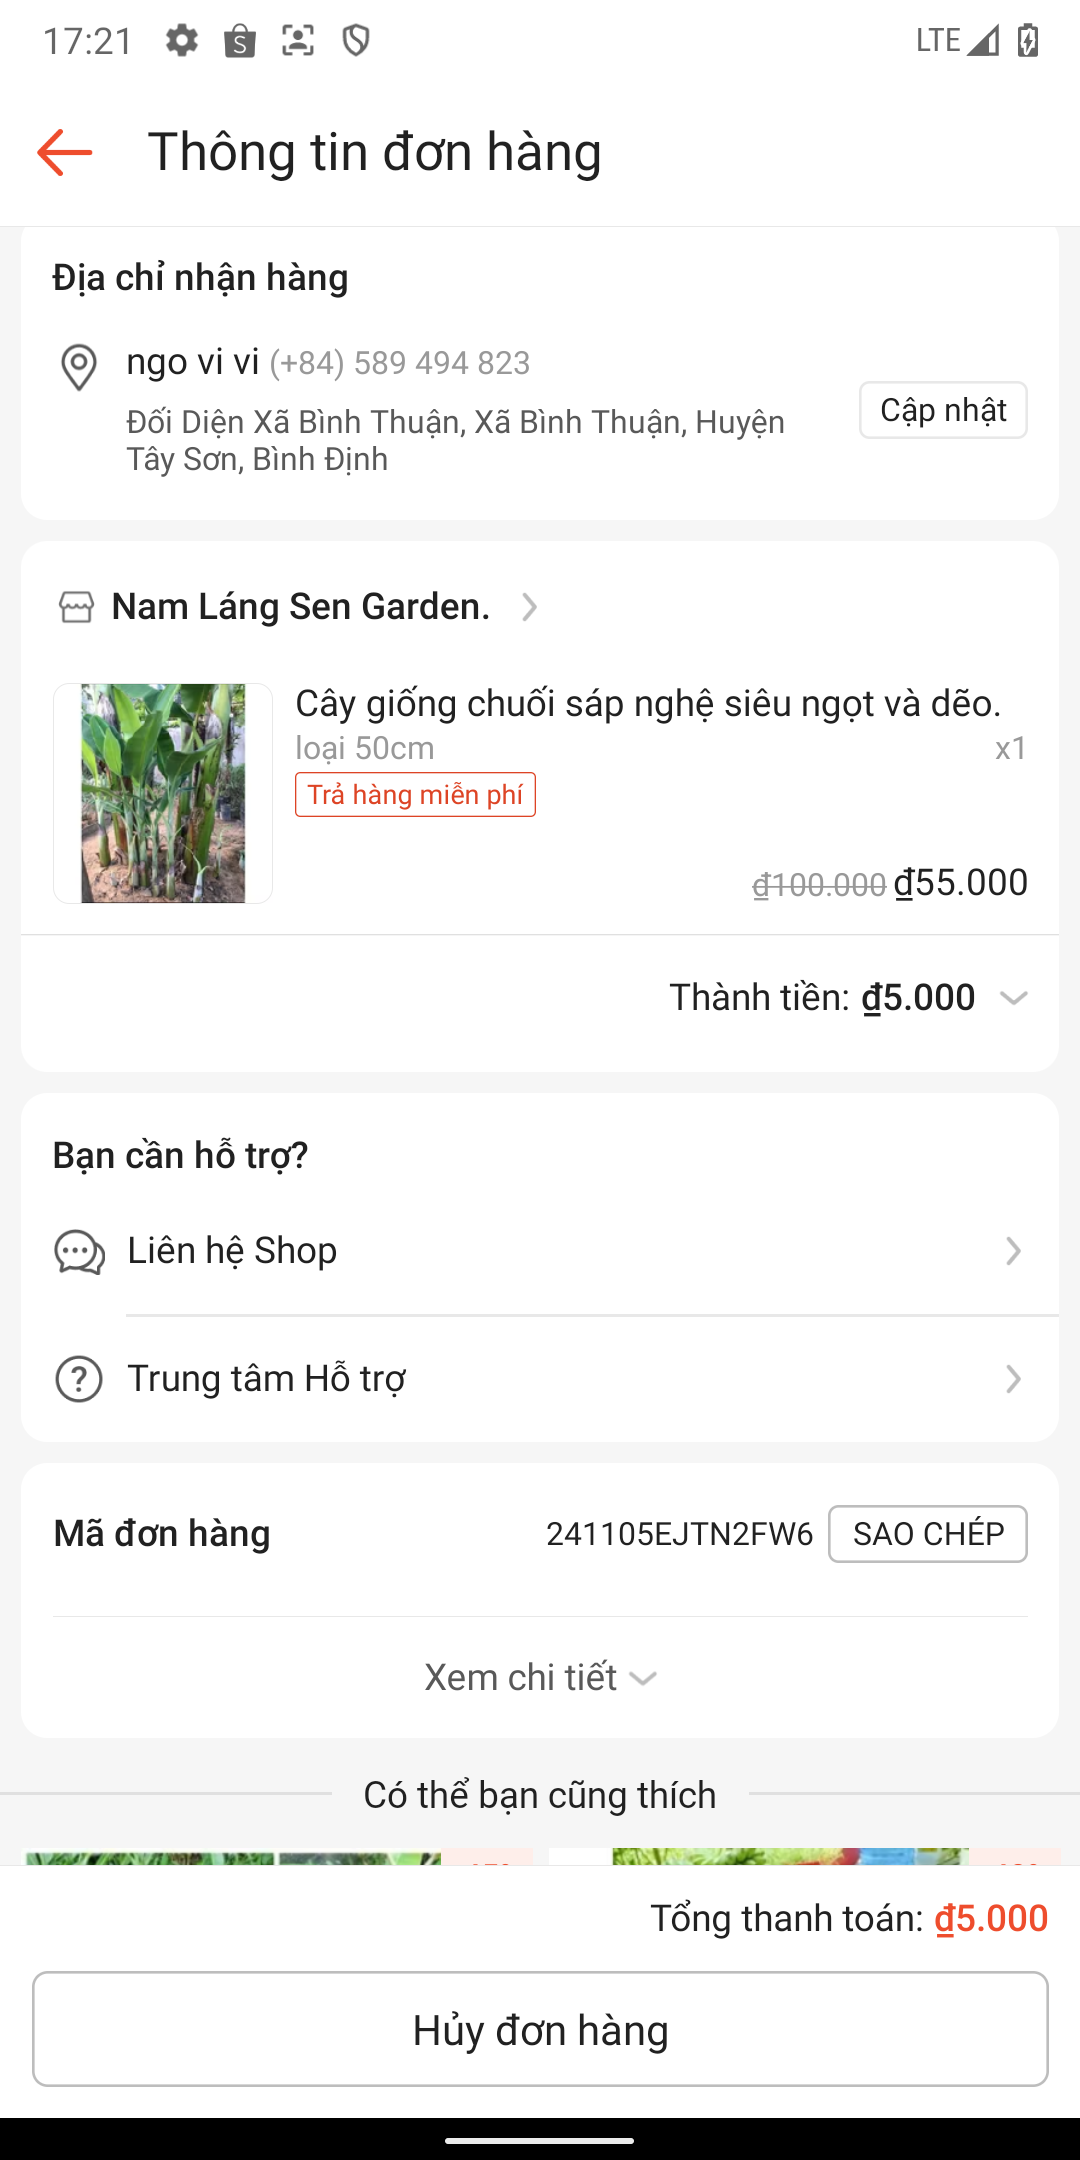 17:21
LTE
Thông tin đơn hàng
Địa chỉ nhận hàng
ngo vi vi (+84) 589 494 823
Đối Diện Xã Bình Thuận, Xã Bình Thuận, Huyện
Tây Sơn, Bình Định
Cập nhật
Nam Láng Sen Garden.
Cây giống chuối sáp nghệ siêu ngọt và dẽo.
loại 50cm
x1
Trả hàng miễn phí
₫100.000 ₫55.000
Thành tiền: ₫5.000
Bạn cần hỗ trợ?
Liên hệ Shop
Trung tâm Hỗ trợ
Mã đơn hàng
241105EJTN2FW6
SAO CHÉP
Xem chi tiết
Có thể bạn cũng thích
Tổng thanh toán: ₫5.000
Hủy đơn hàng